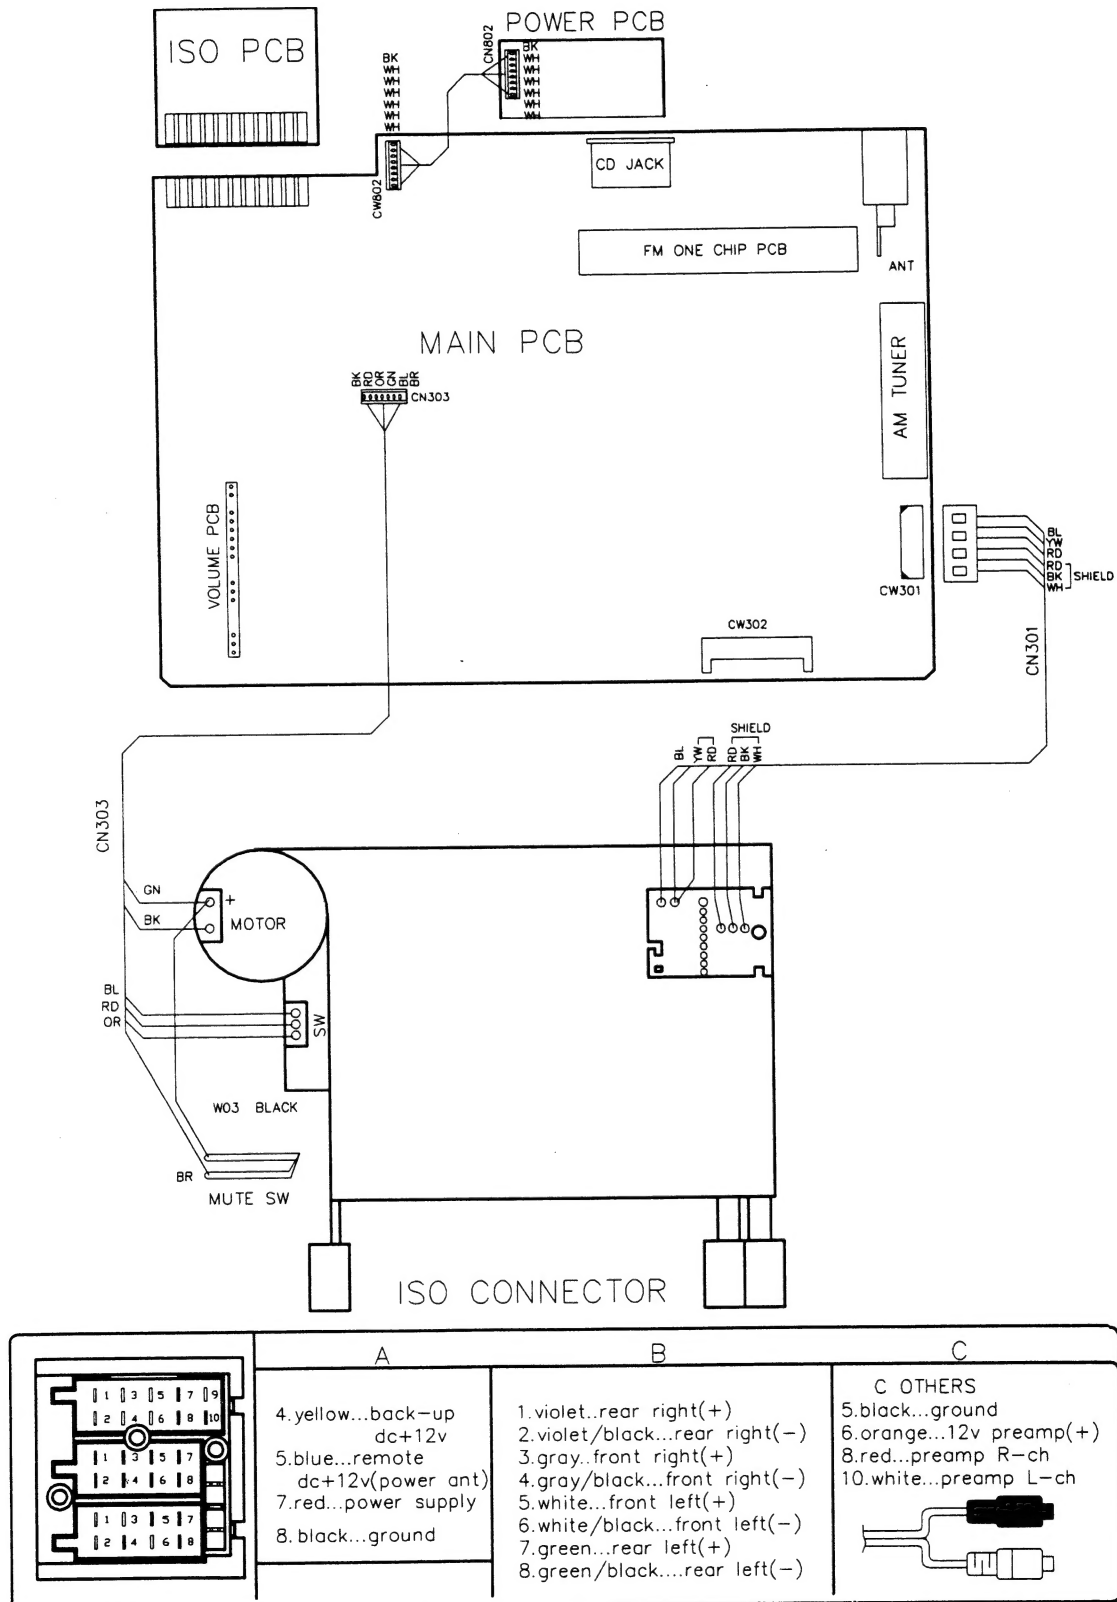 POWER PCB
ISO PCB
CN802
BK
WH
WH
WH
WH
WH
WH
BK
WH
WH
WH
WH
WH
CW802
CD JACK
FM ONE CHIP PCB
ANT
MAIN PCB
AM TUNER
BK
RD
OR
GN
BL
BR
CN303
VOLUME PCB
CW301
BL
YW
RD
RD
BK
WH
SHIELD
CW302
CN301
SHIELD
BL
YW
RD
RD
BK
WH
CN303
GN
+
BK
MOTOR
BL
RD
OR
SW
W03 BLACK
BR
MUTE SW
ISO CONNECTOR
A
B
C
1 3 5 7 9
2 4 6 8 10
1 3 5 7
2 4 6 8
1 3 5 7
2 4 6 8
4.yellow...back-up
dc+12v
5.blue...remote
dc+12v(power ant)
7.red...power supply
8.black...ground
1.violet..rear right(+)
2.violet/black...rear right(-)
3.gray..front right(+)
4.gray/black...front right(-)
5.white...front left(+)
6.white/black...front left(-)
7.green...rear left(+)
8.green/black....rear left(-)
C OTHERS
5.black...ground
6.orange...12v preamp(+)
8.red...preamp R-ch
10.white...preamp L-ch